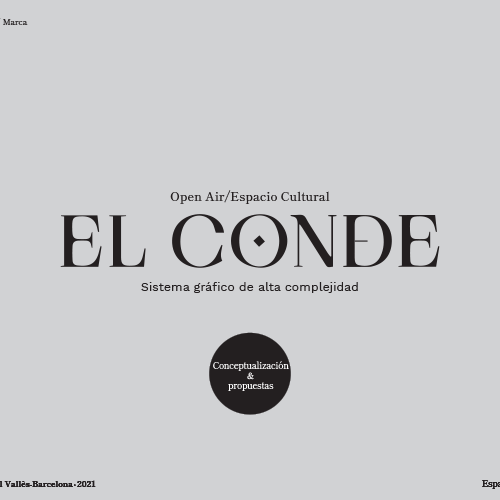 / Marca
Open Air/Espacio Cultural
EL CONDE
Sistema gráfico de alta complejidad
Conceptualización
&
propuestas
l Vallès-Barcelona-2021
Espa